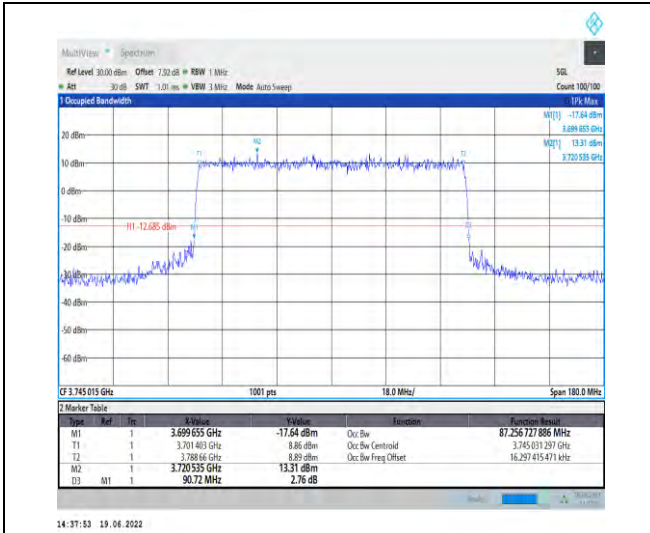 MultiView Spectrum
Ref Level 30.00 dBm Offset 7.92 dB RBW 1 MHz SGL
Att 30 dB SWT 1.01 ms VBW 3 MHz Mode Auto Sweep Count 100/100
1 Occupied Bandwidth 1Pk Max
M1[1] -17.64 dBm
3.699 655 GHz
M2[1] 13.31 dBm
3.720 535 GHz
20 dBm
M2
T1 T2
10 dBm
0 dBm
-10 dBm
H1 -12.685 dBm
M1 D3
-30 dBm
-40 dBm
-50 dBm
-60 dBm
CF 3.745 015 GHz 1001 pts 18.0 MHz/ Span 180.0 MHz
2 Marker Table
Type Ref Trc X-Value Y-Value Function Function Result
M1 1 3.699 655 GHz -17.64 dBm Occ Bw 87.256 727 886 MHz
T1 1 3.701 403 GHz 8.86 dBm Occ Bw Centroid 3.745 031 297 GHz
T2 1 3.788 66 GHz 8.89 dBm Occ Bw Freq Offset 16.297 415 471 kHz
M2 1 3.720 535 GHz 13.31 dBm
D3 M1 1 90.72 MHz 2.76 dB
14:37:53 19.06.2022